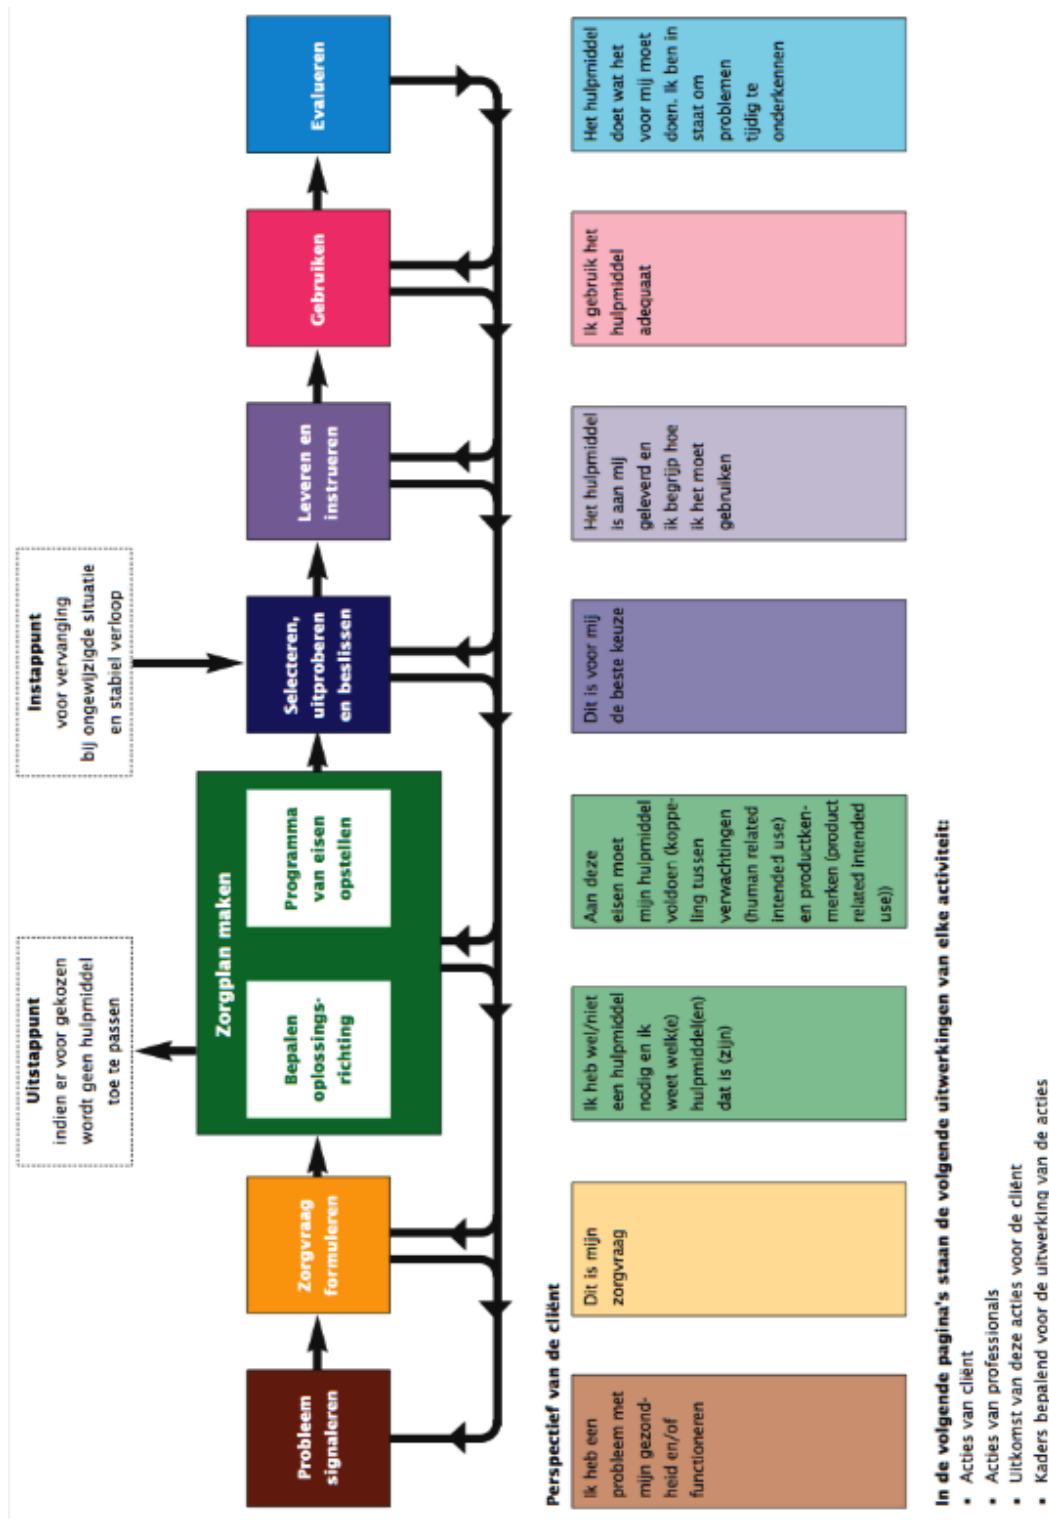 Uitstappunt
indien er voor gekozen
wordt geen hulpmiddel
toe te passen
Instappunt
voor vervanging
bij ongewijzigde situatie
en stabiel verloop
Probleem
signaleren
Zorgvraag
formuleren
Zorgplan maken
Bepalen
oplossings-
richting
Programma
van eisen
opstellen
Selecteren,
uitproberen
en beslissen
Leveren en
instrueren
Gebruiken
Evalueren
Perspectief van de cliënt
Ik heb een
probleem met
mijn gezond-
heid en/of
functioneren
Dit is mijn
zorgvraag
Ik heb wel/niet
een hulpmiddel
nodig en ik
weet welk(e)
hulpmiddel(en)
dat is (zijn)
Aan deze
eisen moet
mijn hulpmiddel
voldoen (koppe-
ling tussen
verwachtingen
(human related
intended use)
en productken-
merken (product
related intended
use))
Dit is voor mij
de beste keuze
Het hulpmiddel
is aan mij
geleverd en
ik begrijp hoe
ik het moet
gebruiken
Ik gebruik het
hulpmiddel
adequaat
Het hulpmiddel
doet wat het
voor mij moet
doen. Ik ben in
staat om
problemen
tijdig te
onderkennen
In de volgende pagina's staan de volgende uitwerkingen van elke activiteit:
▪ Acties van cliënt
▪ Acties van professionals
▪ Uitkomst van deze acties voor de cliënt
▪ Kaders bepalend voor de uitwerking van de acties